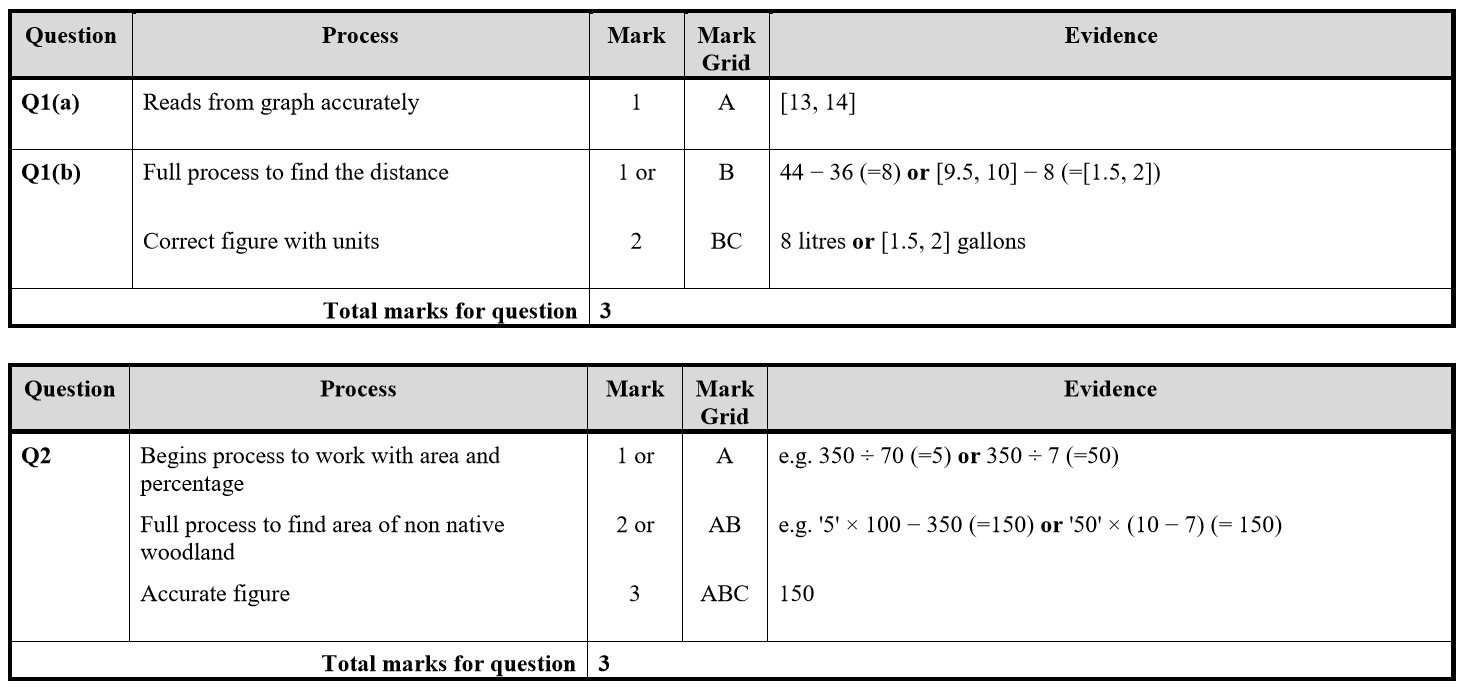 Question Process Mark Mark Grid Evidence
Q1(a) Reads from graph accurately 1 A [13, 14]
Q1(b) Full process to find the distance 1 or B 44 − 36 (=8) or [9.5, 10] − 8 (=[1.5, 2])
Correct figure with units 2 BC 8 litres or [1.5, 2] gallons
Total marks for question 3
Question Process Mark Mark Grid Evidence
Q2 Begins process to work with area and percentage 1 or A e.g. 350 ÷ 70 (=5) or 350 ÷ 7 (=50)
Full process to find area of non native woodland 2 or AB e.g. '5' × 100 − 350 (=150) or '50' × (10 − 7) (= 150)
Accurate figure 3 ABC 150
Total marks for question 3